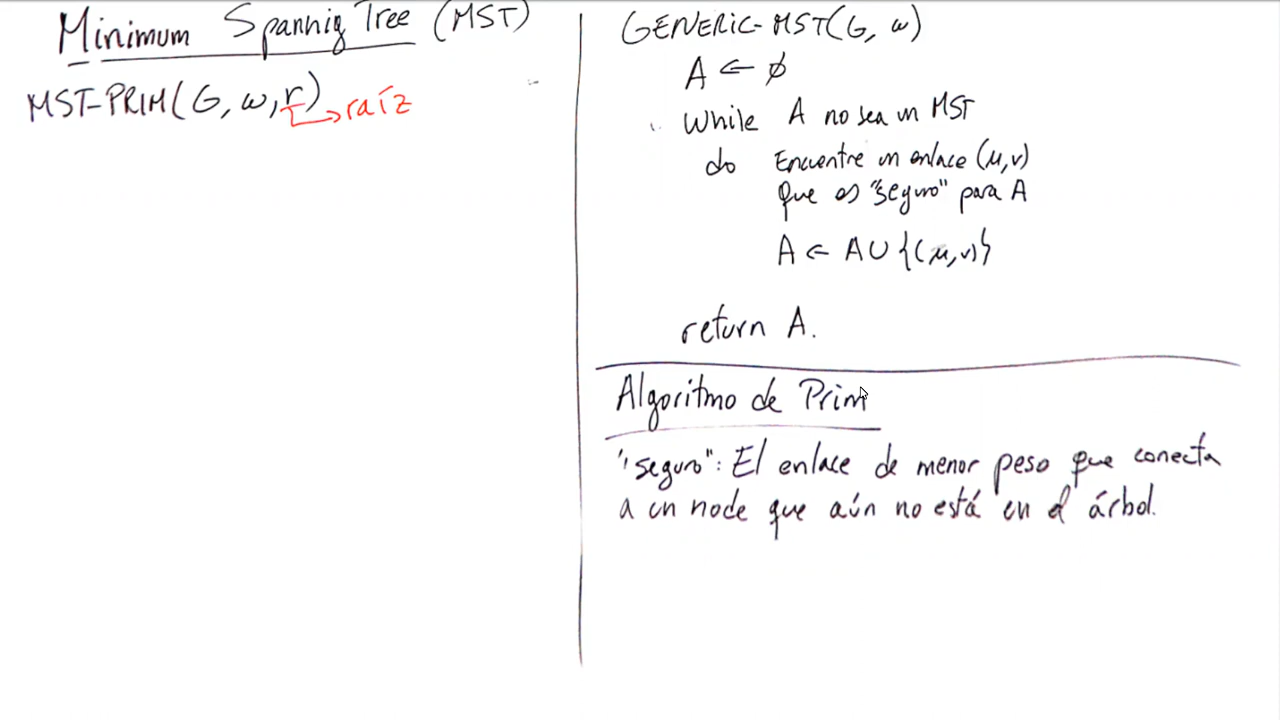 Minimum Spannig Tree (MST)
MST-PRIM(G, w, r)
raíz
GENERIC-MST(G, w)
A ← ∅
While A no sea un MST
do Encuentre un enlace (u,v)
que es "seguro" para A
A ← A ∪ {(u,v)}
return A.
Algoritmo de Prim
"seguro": El enlace de menor peso que conecta
a un node que aún no está en el árbol.